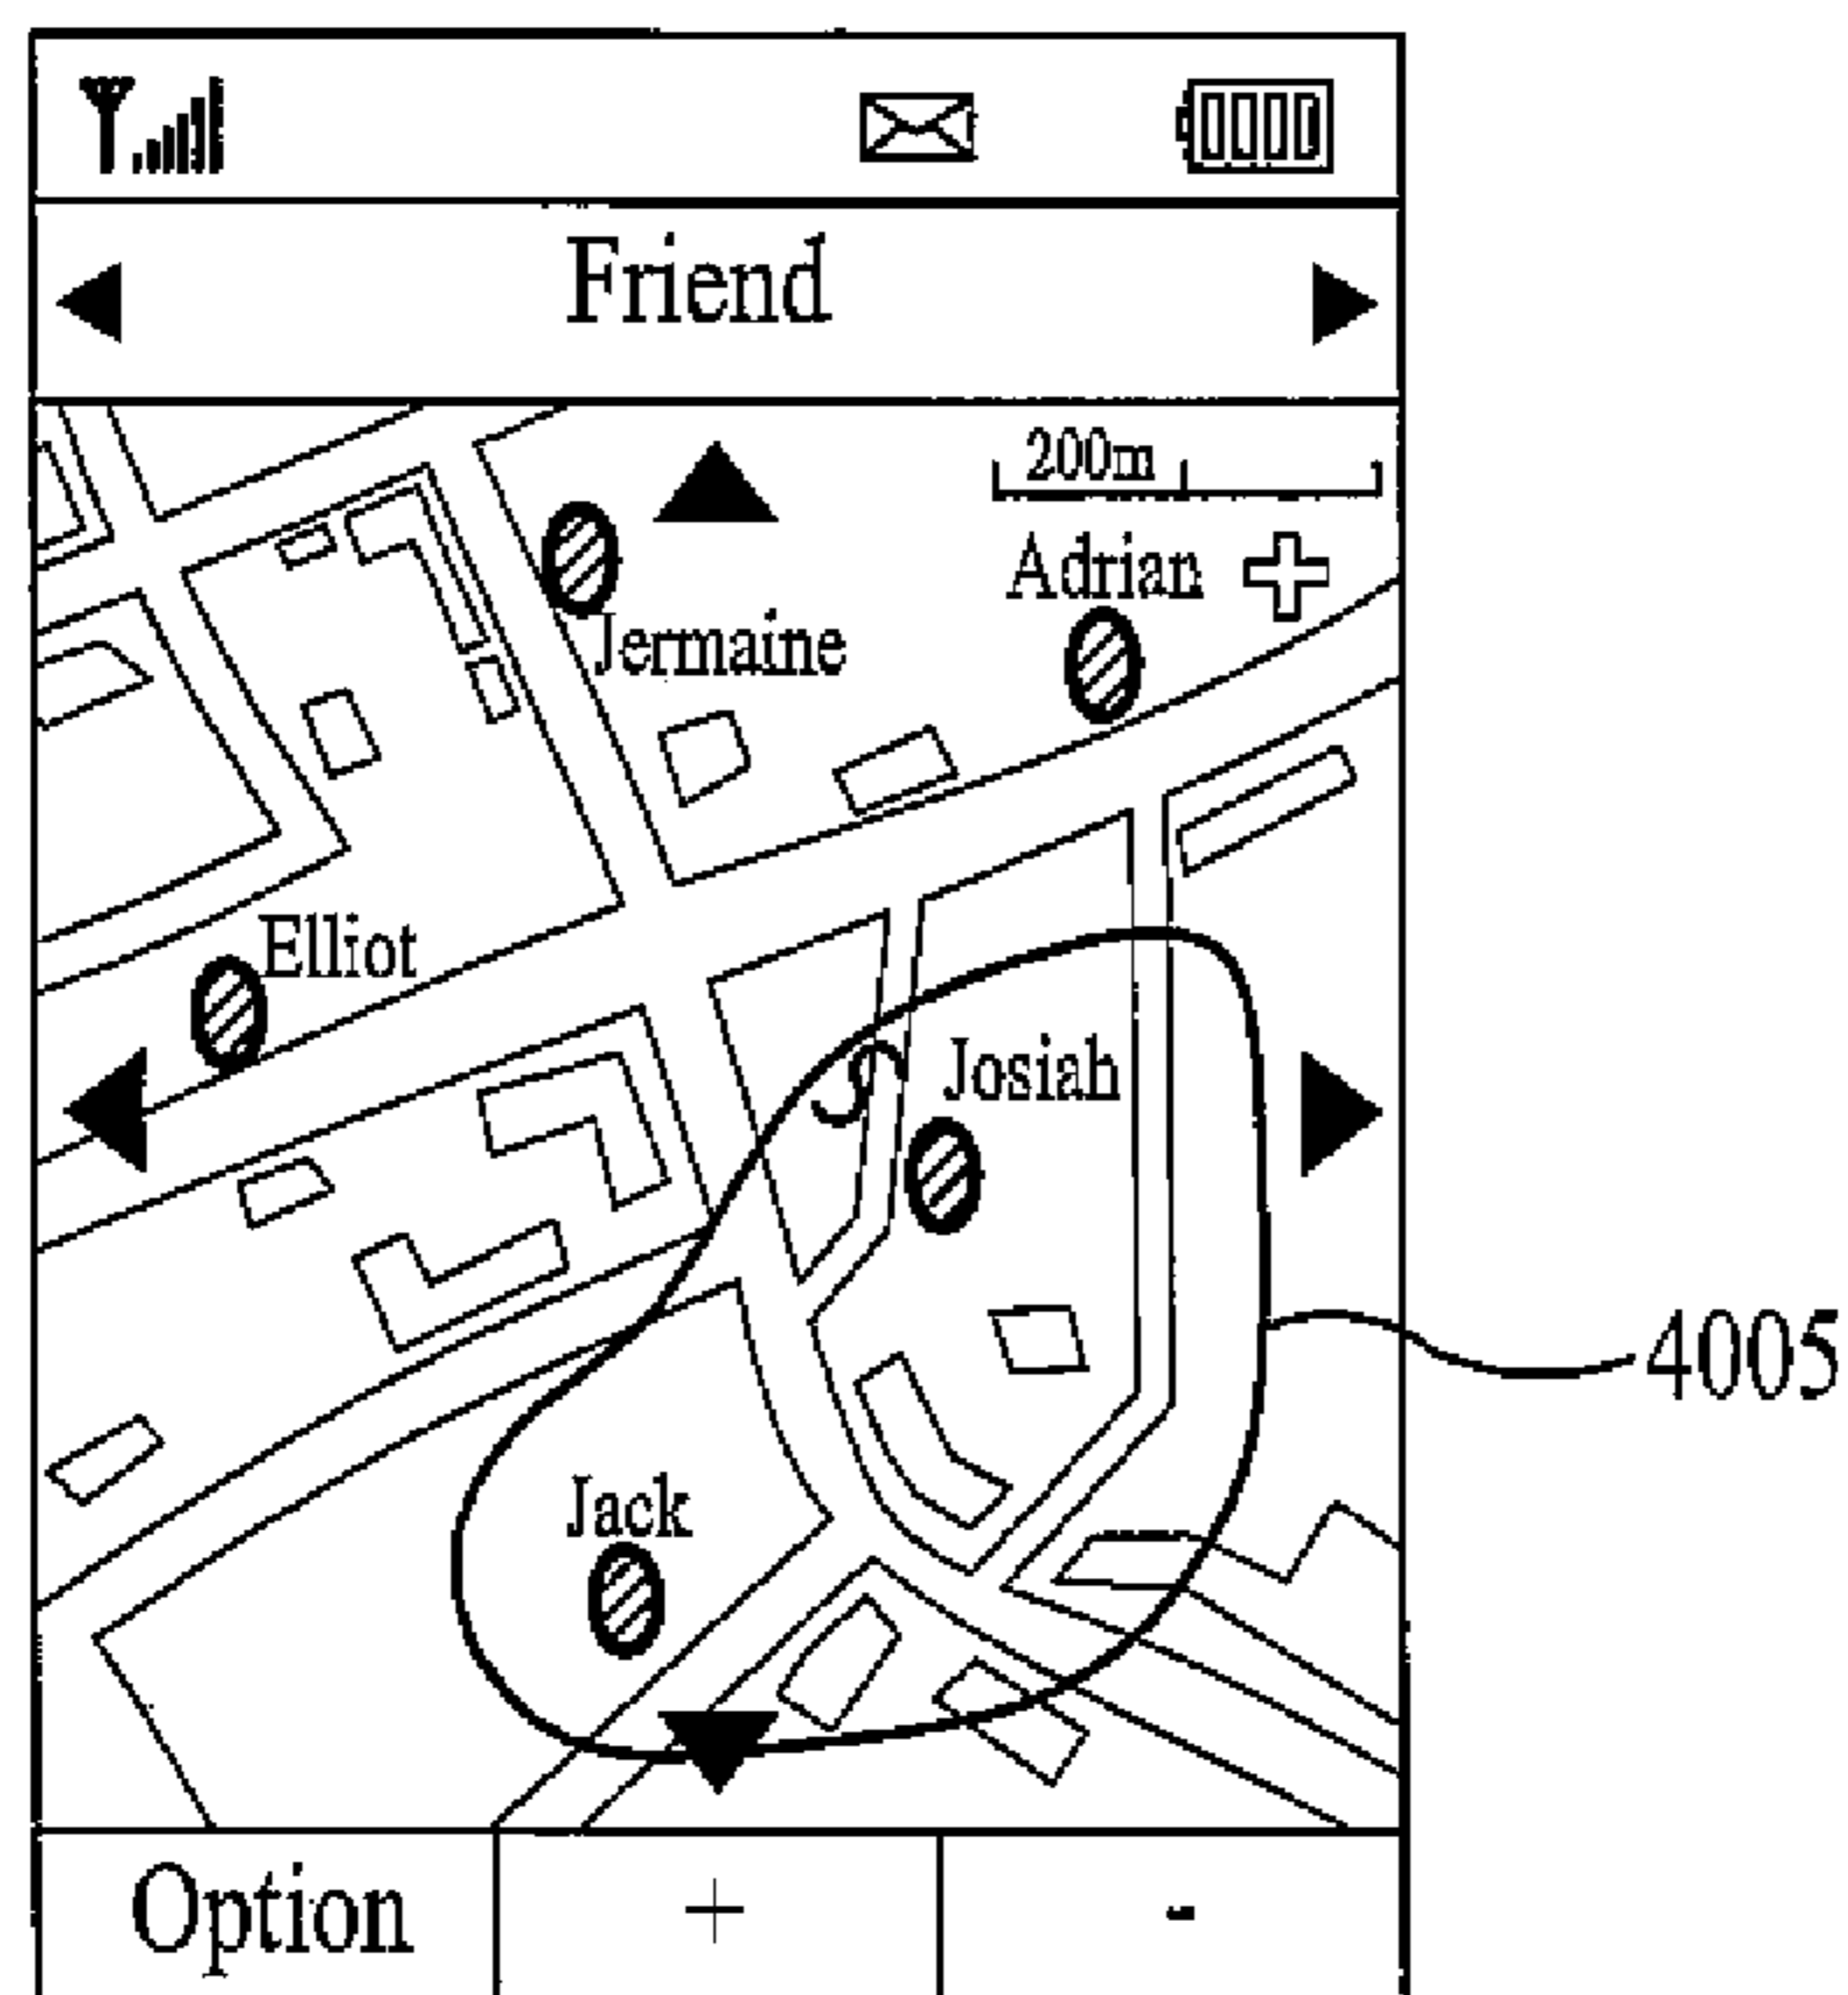 Friend
200m
Adrian
Jermaine
Elliot
Josiah
4005
Jack
Option + -